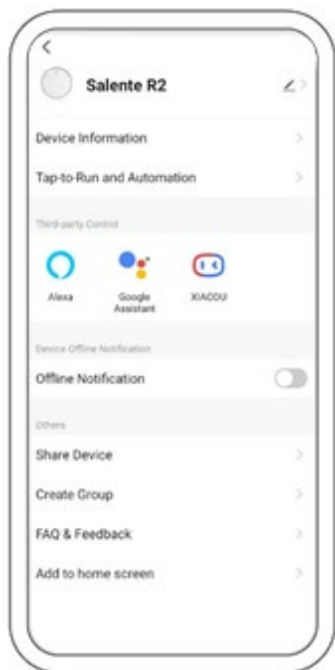 Salente R2
Device Information
Tap-to-Run and Automation
Third-party Control
Alexa
Google
Assistant
XIAODU
Device Offline Notification
Offline Notification
Others
Share Device
Create Group
FAQ & Feedback
Add to home screen